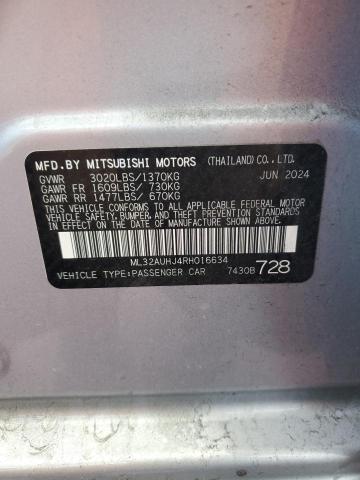 MFD.BY MITSUBISHI MOTORS (THAILAND)CO.,LTD.
GVWR 3020LBS/1370KG JUN 2024
GAWR FR 1609LBS/ 730KG
GAWR RR 1477LBS/ 670KG
THIS VEHICLE CONFORMS TO ALL APPLICABLE FEDERAL MOTOR VEHICLE
SAFETY, BUMPER, AND THEFT PREVENTION STANDARDS
IN EFFECT ON THE DATE OF MANUFACTURE SHOWN ABOVE.
ML32AUHJ4RH016634
VEHICLE TYPE:PASSENGER CAR 7430B 728